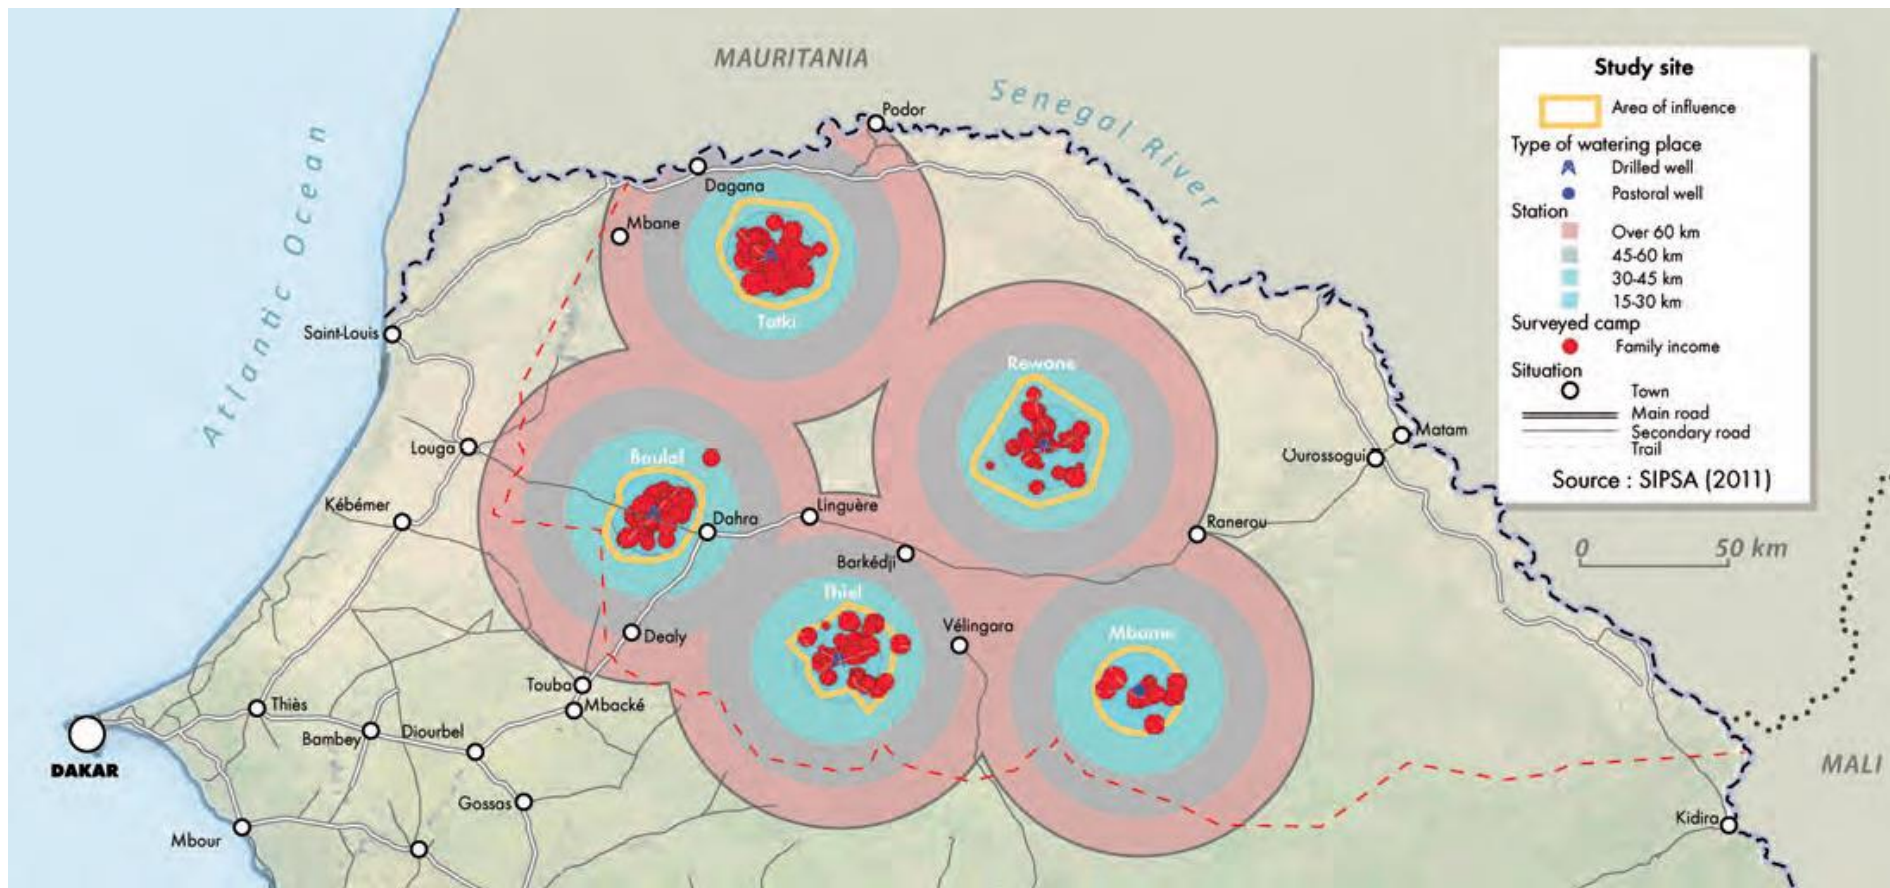 MAURITANIA
Senegal River
Atlantic Ocean
Podor
Dagana
Mbane
Tatki
Saint-Louis
Rewane
Louga
Boulal
Matam
Ourossogui
Kébémer
Linguère
Dahra
Ranerou
Barkédji
Thiel
Vélingara
Mbame
Dealy
Touba
Mbacké
Thiès
Bambey
Diourbel
DAKAR
Gossas
Mbour
Kidira
MALI
0 50 km
Study site
Area of influence
Type of watering place
Drilled well
Pastoral well
Station
Over 60 km
45-60 km
30-45 km
15-30 km
Surveyed camp
Family income
Situation
Town
Main road
Secondary road
Trail
Source : SIPSA (2011)